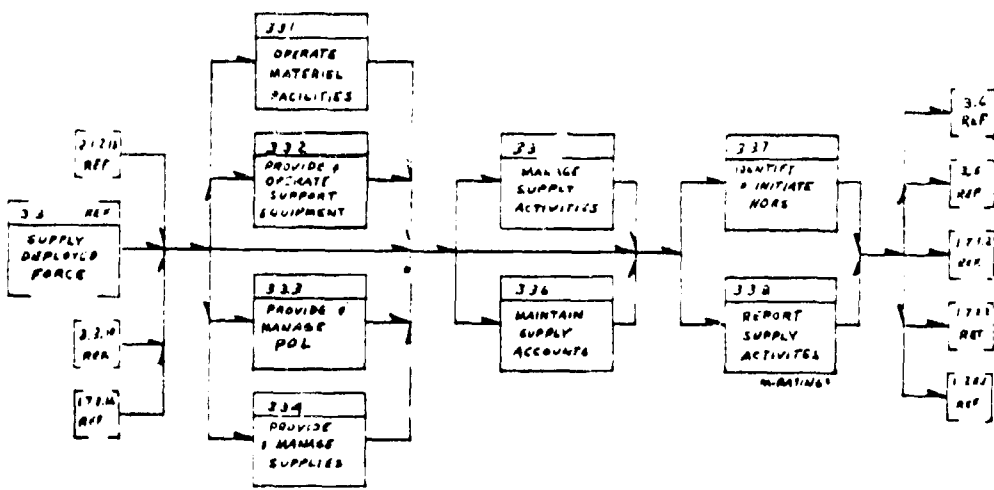 3.3.1
OPERATE
MATERIEL
FACILITIES
REF
3.3 REF
SUPPLY
DEPLOYED
FORCE
REF
REF
3.3.2
PROVIDE &
OPERATE
SUPPORT
EQUIPMENT
3.3.3
PROVIDE &
MANAGE
POL
3.3.4
PROVIDE
& MANAGE
SUPPLIES
MANAGE
SUPPLY
ACTIVITIES
3.3.6
MAINTAIN
SUPPLY
ACCOUNTS
3.3.7
IDENTIFY
& INITIATE
NORS
3.3.8
REPORT
SUPPLY
ACTIVITES
M-RATINGS
3.6
REF
REF
REF
REF
REF